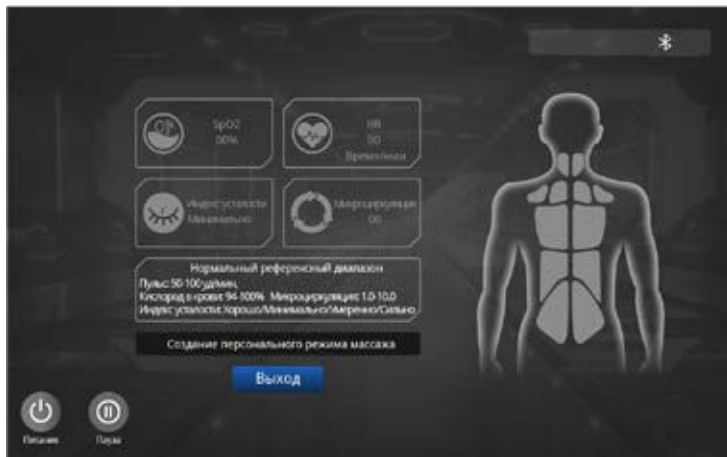 SpO2
00%
HR
00
Время/мин
Индекс усталости
Минимально
Микроциркуляция
00
Нормальный референсный диапазон
Пульс: 50-100 уд/мин,
Кислород в крови: 94-100% Микроциркуляция: 1.0-10,0
Индекс усталости: Хорошо/Минимально/Умеренно/Сильно
Создание персонального режима массажа
Выход
Питание
Пауза